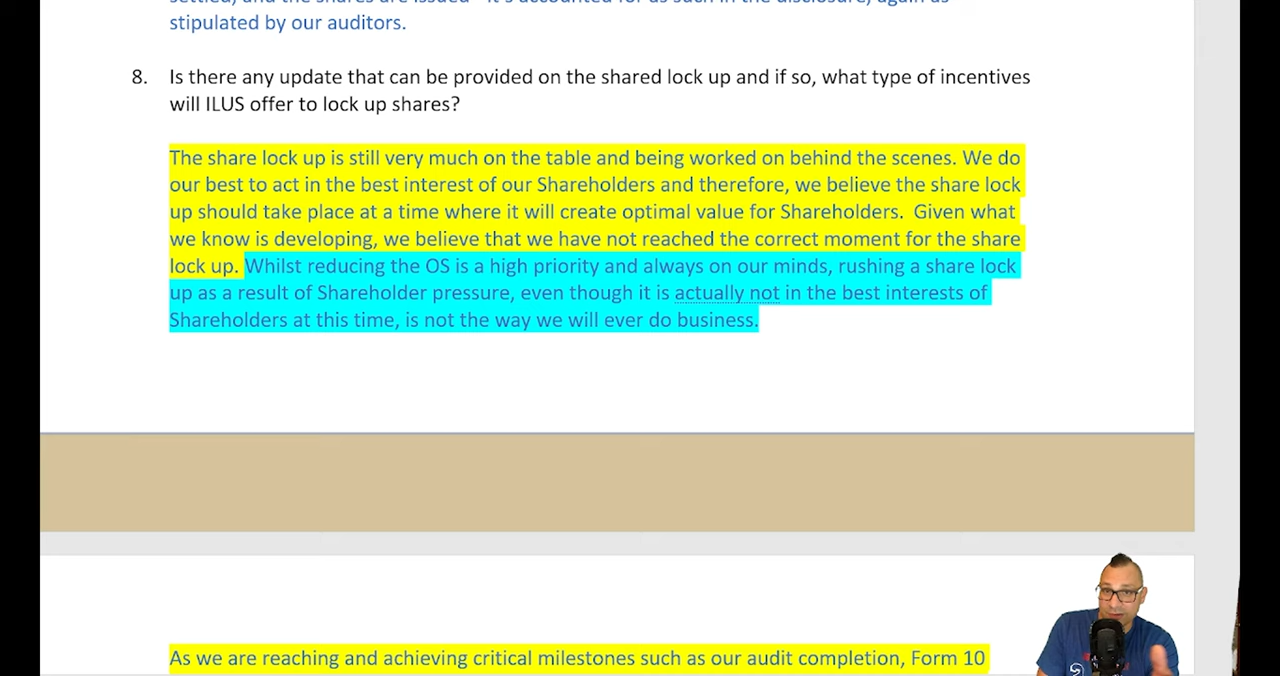 stipulated by our auditors.
8. Is there any update that can be provided on the shared lock up and if so, what type of incentives
will ILUS offer to lock up shares?
The share lock up is still very much on the table and being worked on behind the scenes. We do
our best to act in the best interest of our Shareholders and therefore, we believe the share lock
up should take place at a time where it will create optimal value for Shareholders. Given what
we know is developing, we believe that we have not reached the correct moment for the share
lock up. Whilst reducing the OS is a high priority and always on our minds, rushing a share lock
up as a result of Shareholder pressure, even though it is actually not in the best interests of
Shareholders at this time, is not the way we will ever do business.
As we are reaching and achieving critical milestones such as our audit completion, Form 10